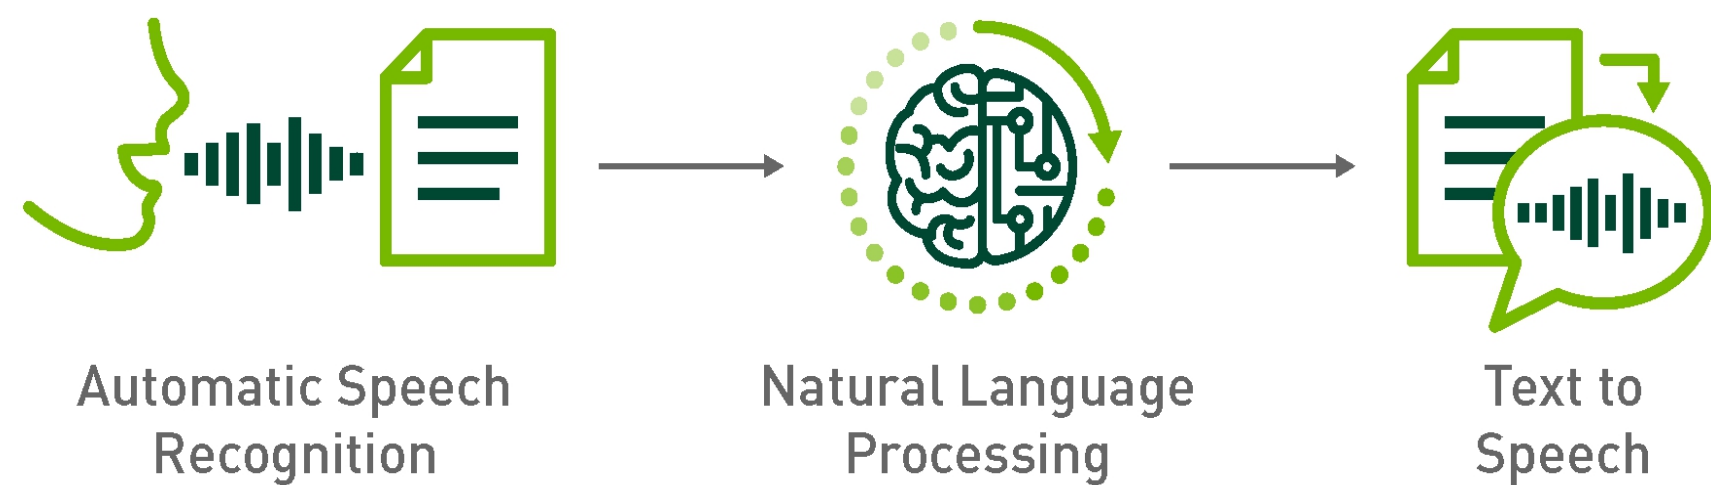 Automatic Speech
Recognition
Natural Language
Processing
Text to
Speech